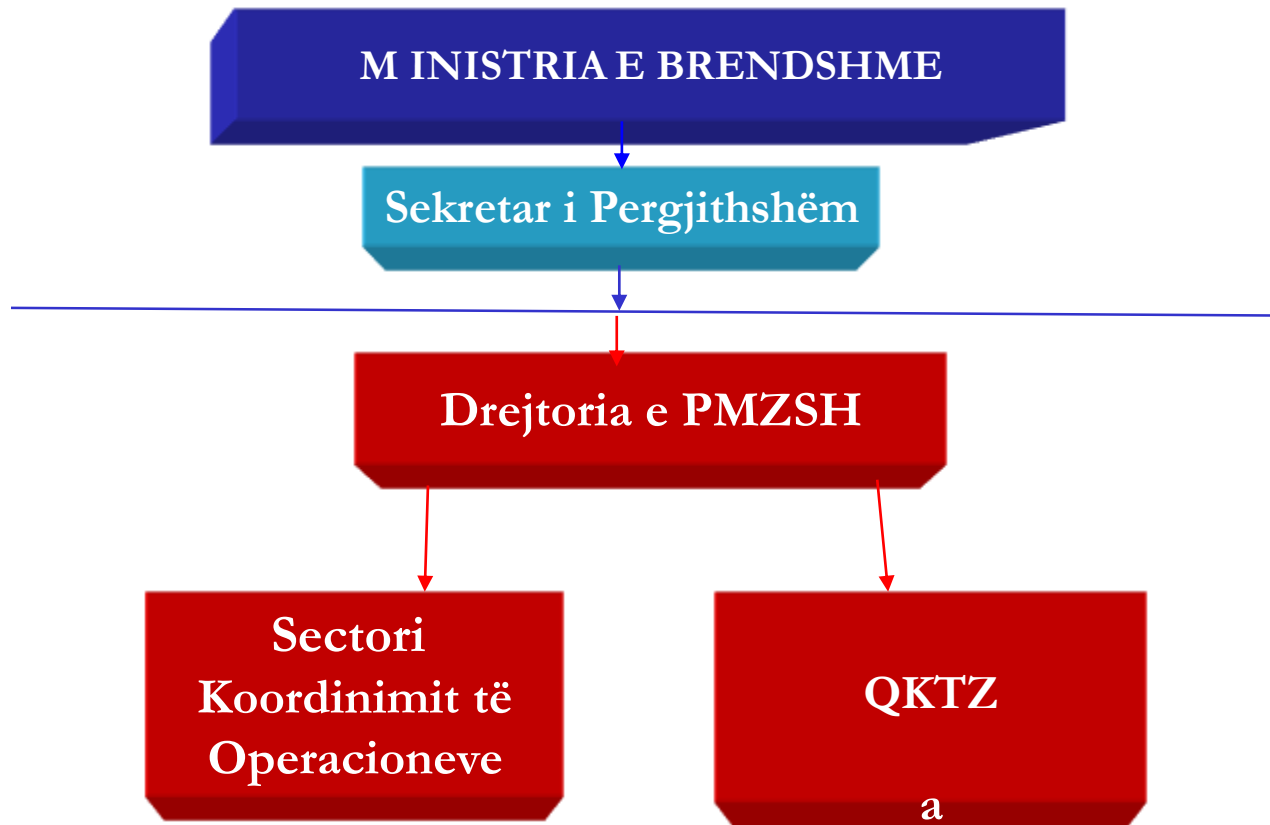 M INISTRIA E BRENDSHME
Sekretar i Pergjithshëm
Drejtoria e PMZSH
Sectori
Koordinimit të
Operacioneve
QKTZ
a